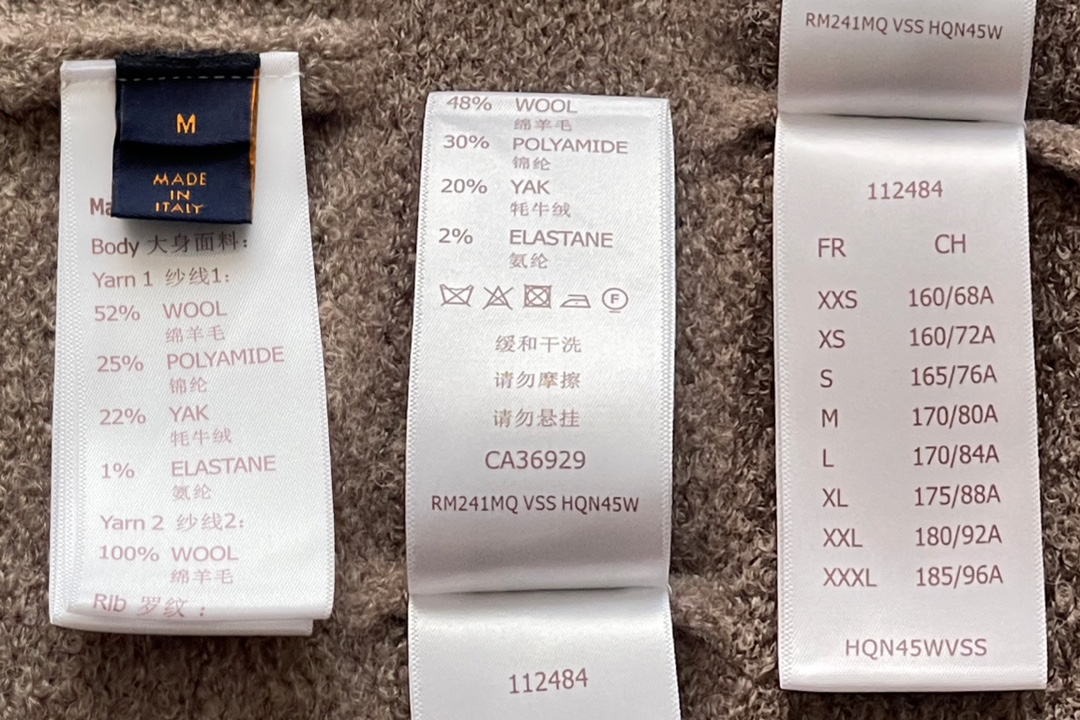 M
MADE
IN
ITALY
Body 大身面料:
Yarn 1 纱线1:
52% WOOL
绵羊毛
25% POLYAMIDE
锦纶
22% YAK
牦牛绒
1% ELASTANE
氨纶
Yarn 2 纱线2:
100% WOOL
绵羊毛
Rib 罗纹 :
48% WOOL
绵羊毛
30% POLYAMIDE
锦纶
20% YAK
牦牛绒
2% ELASTANE
氨纶
F
缓和干洗
请勿摩擦
请勿悬挂
CA36929
RM241MQ VSS HQN45W
112484
RM241MQ VSS HQN45W
112484
FR CH
XXS 160/68A
XS 160/72A
S 165/76A
M 170/80A
L 170/84A
XL 175/88A
XXL 180/92A
XXXL 185/96A
HQN45WVSS